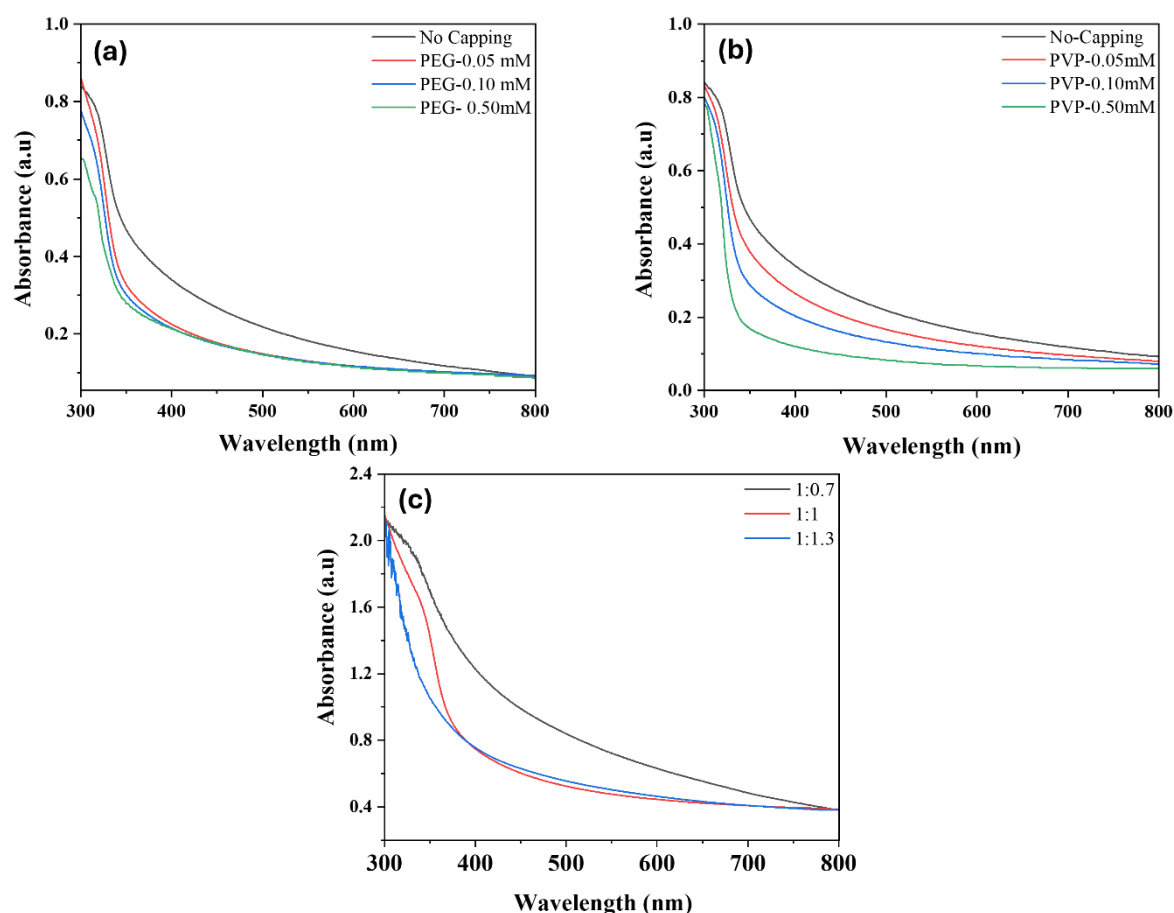 (a)
No Capping
PEG-0.05 mM
PEG-0.10 mM
PEG- 0.50mM
1.0
0.8
0.6
0.4
0.2
300 400 500 600 700 800
Absorbance (a.u)
Wavelength (nm)
(b)
No-Capping
PVP-0.05mM
PVP-0.10mM
PVP-0.50mM
1.0
0.8
0.6
0.4
0.2
0.0
300 400 500 600 700 800
Absorbance (a.u)
Wavelength (nm)
(c)
1:0.7
1:1
1:1.3
2.4
2.0
1.6
1.2
0.8
0.4
300 400 500 600 700 800
Absorbance (a.u)
Wavelength (nm)